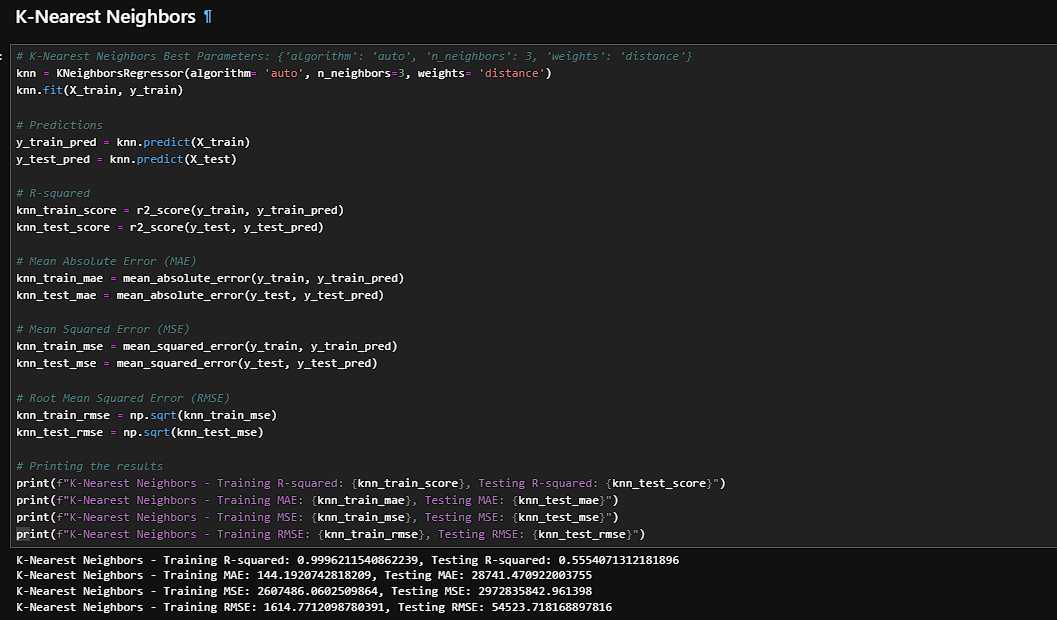 K-Nearest Neighbors ¶
# K-Nearest Neighbors Best Parameters: {'algorithm': 'auto', 'n_neighbors': 3, 'weights': 'distance'}
knn = KNeighborsRegressor(algorithm= 'auto', n_neighbors=3, weights= 'distance')
knn.fit(X_train, y_train)
# Predictions
y_train_pred = knn.predict(X_train)
y_test_pred = knn.predict(X_test)
# R-squared
knn_train_score = r2_score(y_train, y_train_pred)
knn_test_score = r2_score(y_test, y_test_pred)
# Mean Absolute Error (MAE)
knn_train_mae = mean_absolute_error(y_train, y_train_pred)
knn_test_mae = mean_absolute_error(y_test, y_test_pred)
# Mean Squared Error (MSE)
knn_train_mse = mean_squared_error(y_train, y_train_pred)
knn_test_mse = mean_squared_error(y_test, y_test_pred)
# Root Mean Squared Error (RMSE)
knn_train_rmse = np.sqrt(knn_train_mse)
knn_test_rmse = np.sqrt(knn_test_mse)
# Printing the results
print(f"K-Nearest Neighbors - Training R-squared: {knn_train_score}, Testing R-squared: {knn_test_score}")
print(f"K-Nearest Neighbors - Training MAE: {knn_train_mae}, Testing MAE: {knn_test_mae}")
print(f"K-Nearest Neighbors - Training MSE: {knn_train_mse}, Testing MSE: {knn_test_mse}")
print(f"K-Nearest Neighbors - Training RMSE: {knn_train_rmse}, Testing RMSE: {knn_test_rmse}")
K-Nearest Neighbors - Training R-squared: 0.9996211540862239, Testing R-squared: 0.5554071312181896
K-Nearest Neighbors - Training MAE: 144.1920742818209, Testing MAE: 28741.470922003755
K-Nearest Neighbors - Training MSE: 2607486.0602509864, Testing MSE: 2972835842.961398
K-Nearest Neighbors - Training RMSE: 1614.7712098780391, Testing RMSE: 54523.718168897816